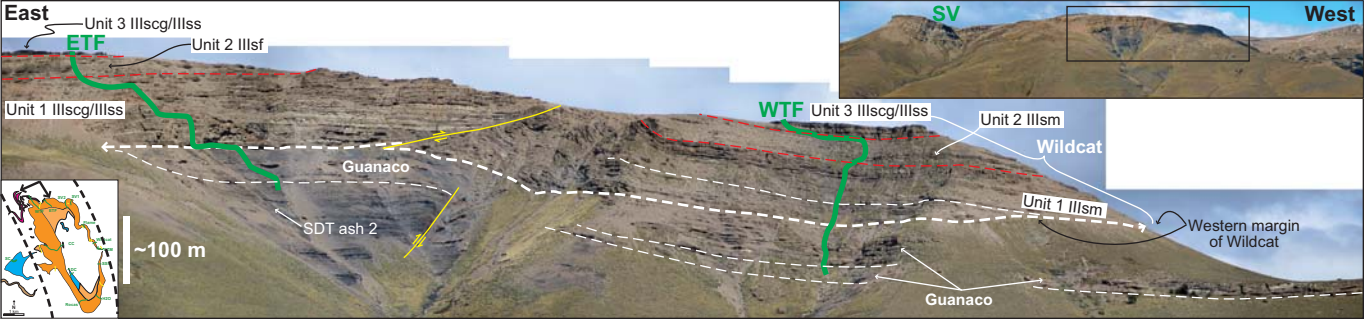 East
Unit 3 IIIscg/IIIss
ETF
Unit 2 IIIsf
Unit 1 IIIscg/IIIss
SV
West
WTF
Unit 3 IIIscg/IIIss
Unit 2 IIIsm
Wildcat
Guanaco
Unit 1 IIIsm
SDT ash 2
Western margin
of Wildcat
~100 m
Guanaco
CC
N